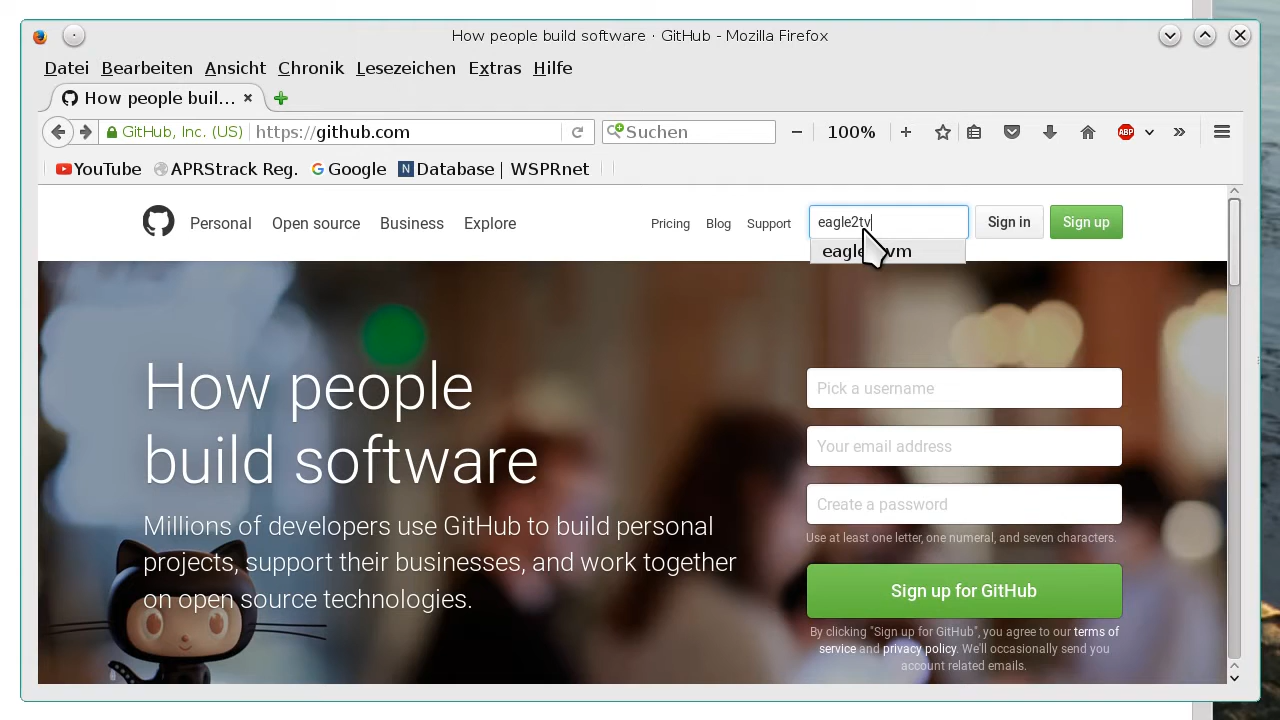 How people build software · GitHub - Mozilla Firefox
Datei Bearbeiten Ansicht Chronik Lesezeichen Extras Hilfe
How people buil...
GitHub, Inc. (US) https://github.com Suchen 100% ABP
YouTube APRStrack Reg. Google N Database | WSPRnet
Personal Open source Business Explore Pricing Blog Support eagle2tv Sign in Sign up
How people
build software
Millions of developers use GitHub to build personal
projects, support their businesses, and work together
on open source technologies.
Pick a username
Your email address
Create a password
Use at least one letter, one numeral, and seven characters.
Sign up for GitHub
By clicking "Sign up for GitHub", you agree to our terms of
service and privacy policy. We'll occasionally send you
account related emails.